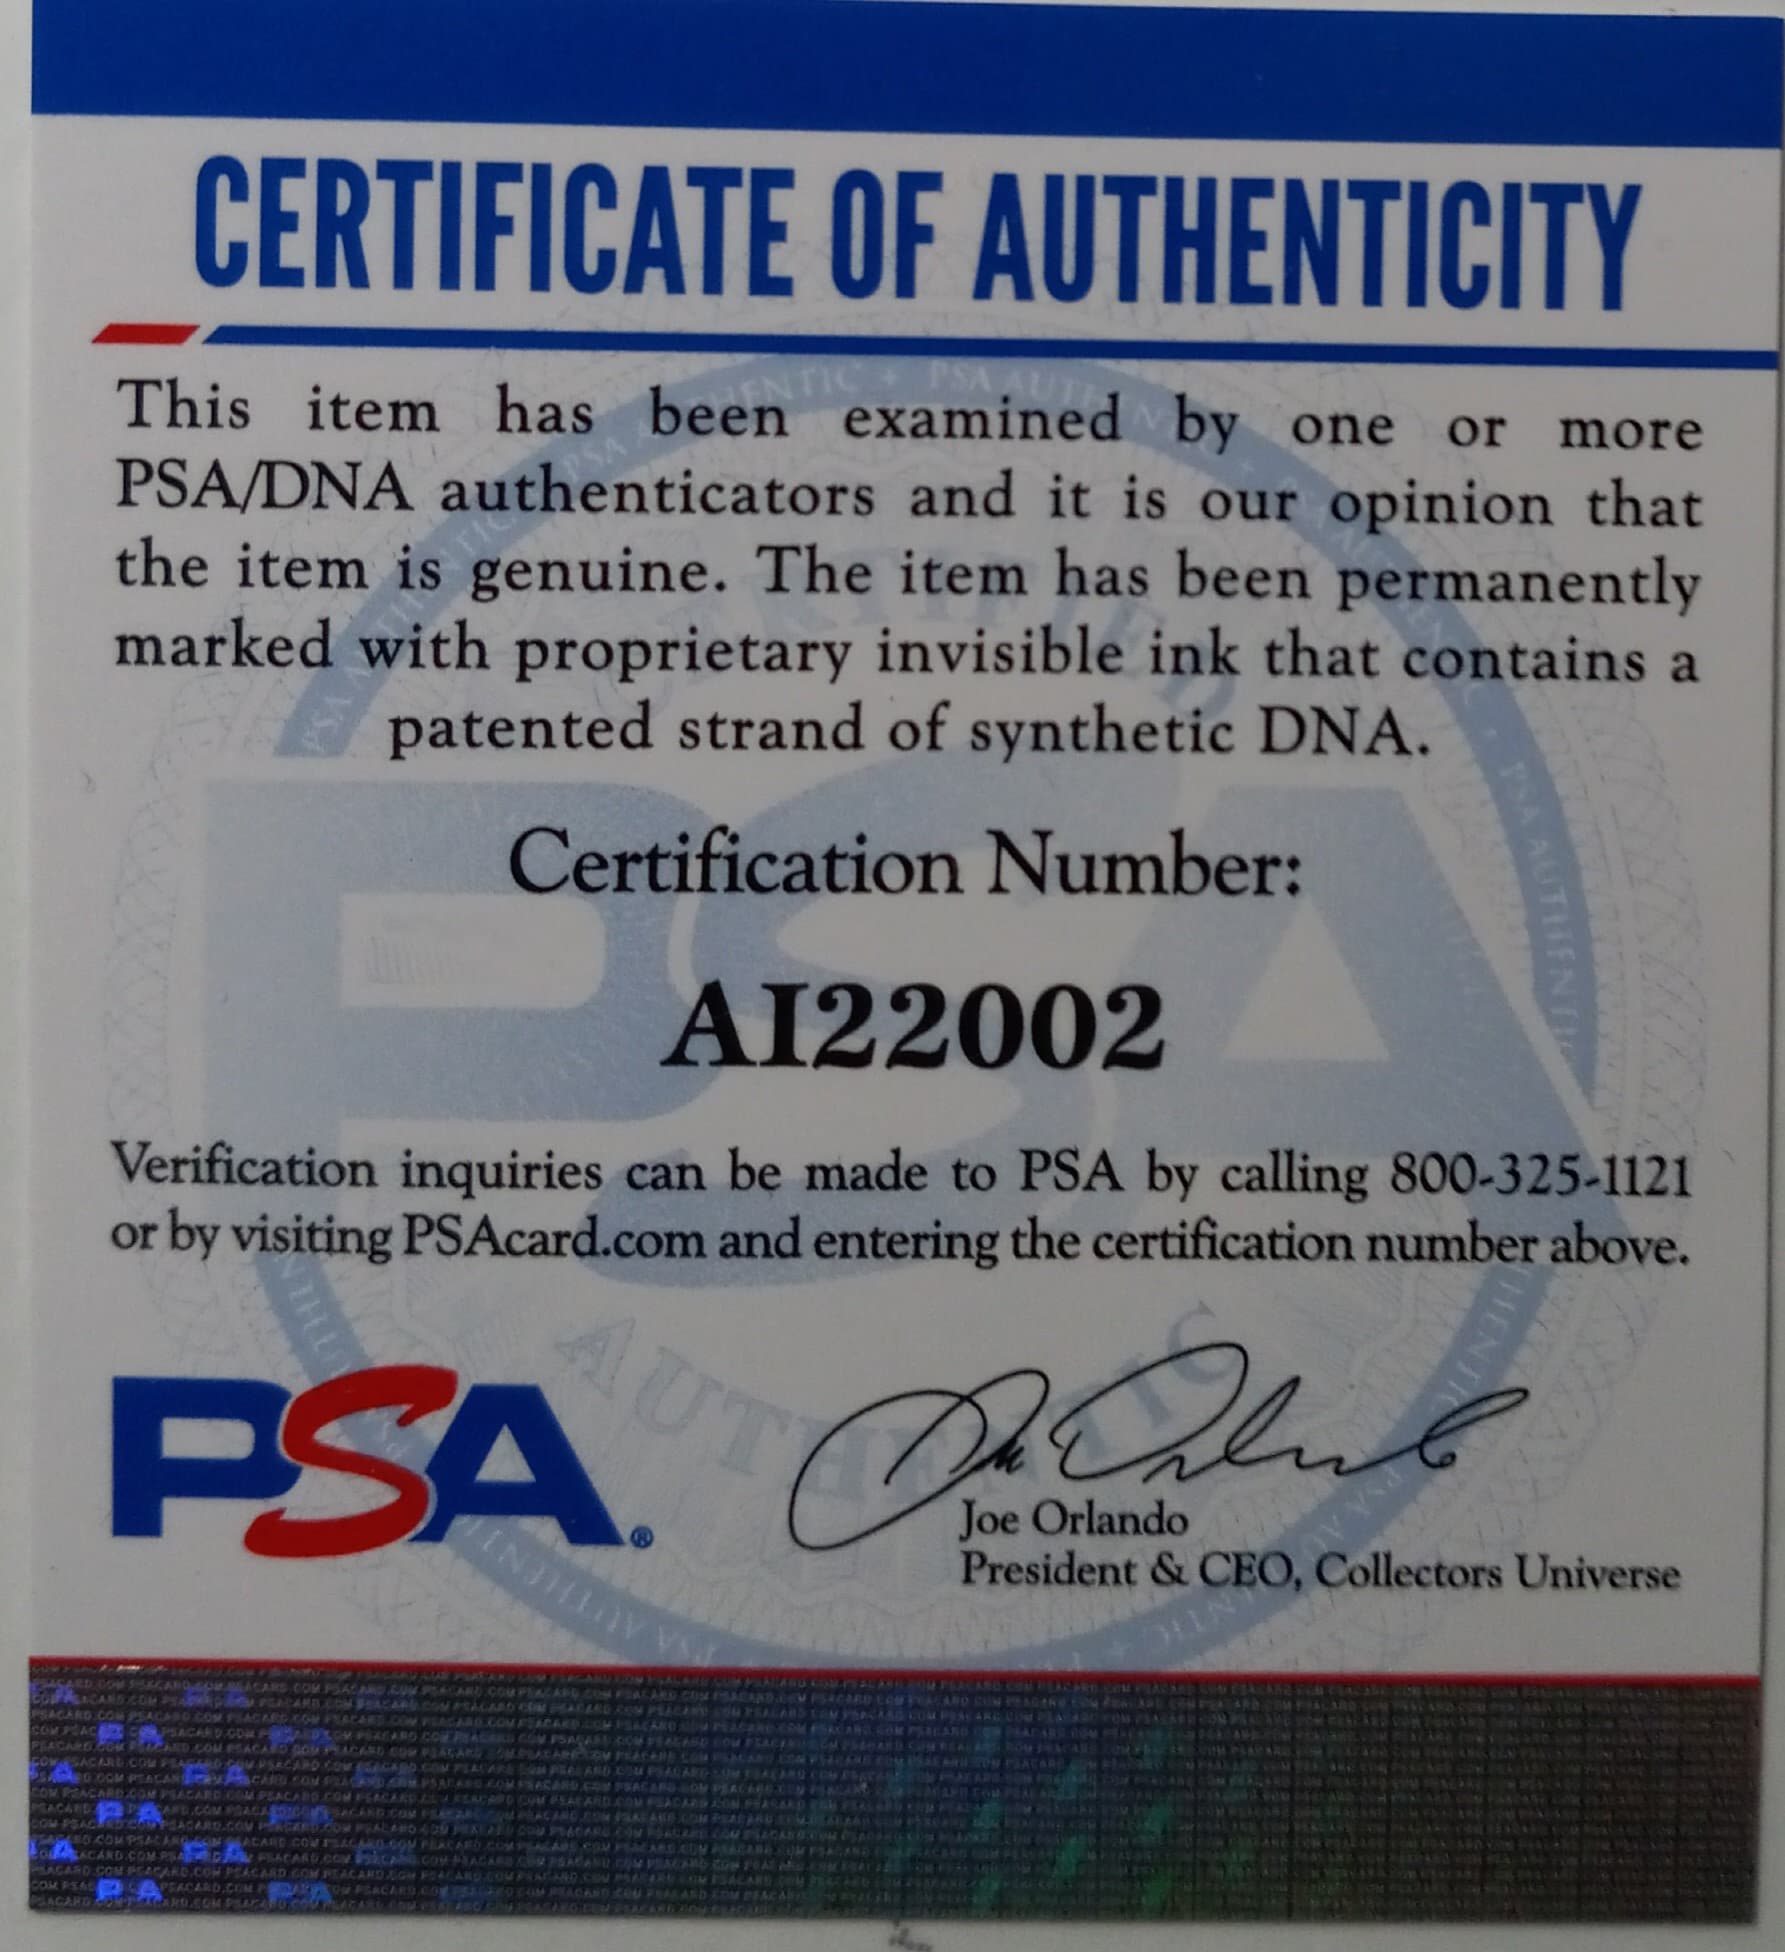 CERTIFICATE OF AUTHENTICITY
This item has been examined by one or more
PSA/DNA authenticators and it is our opinion that
the item is genuine. The item has been permanently
marked with proprietary invisible ink that contains a
patented strand of synthetic DNA.
Certification Number:
AI22002
Verification inquiries can be made to PSA by calling 800-325-1121
or by visiting PSAcard.com and entering the certification number above.
PSA®
Joe Orlando
President & CEO, Collectors Universe